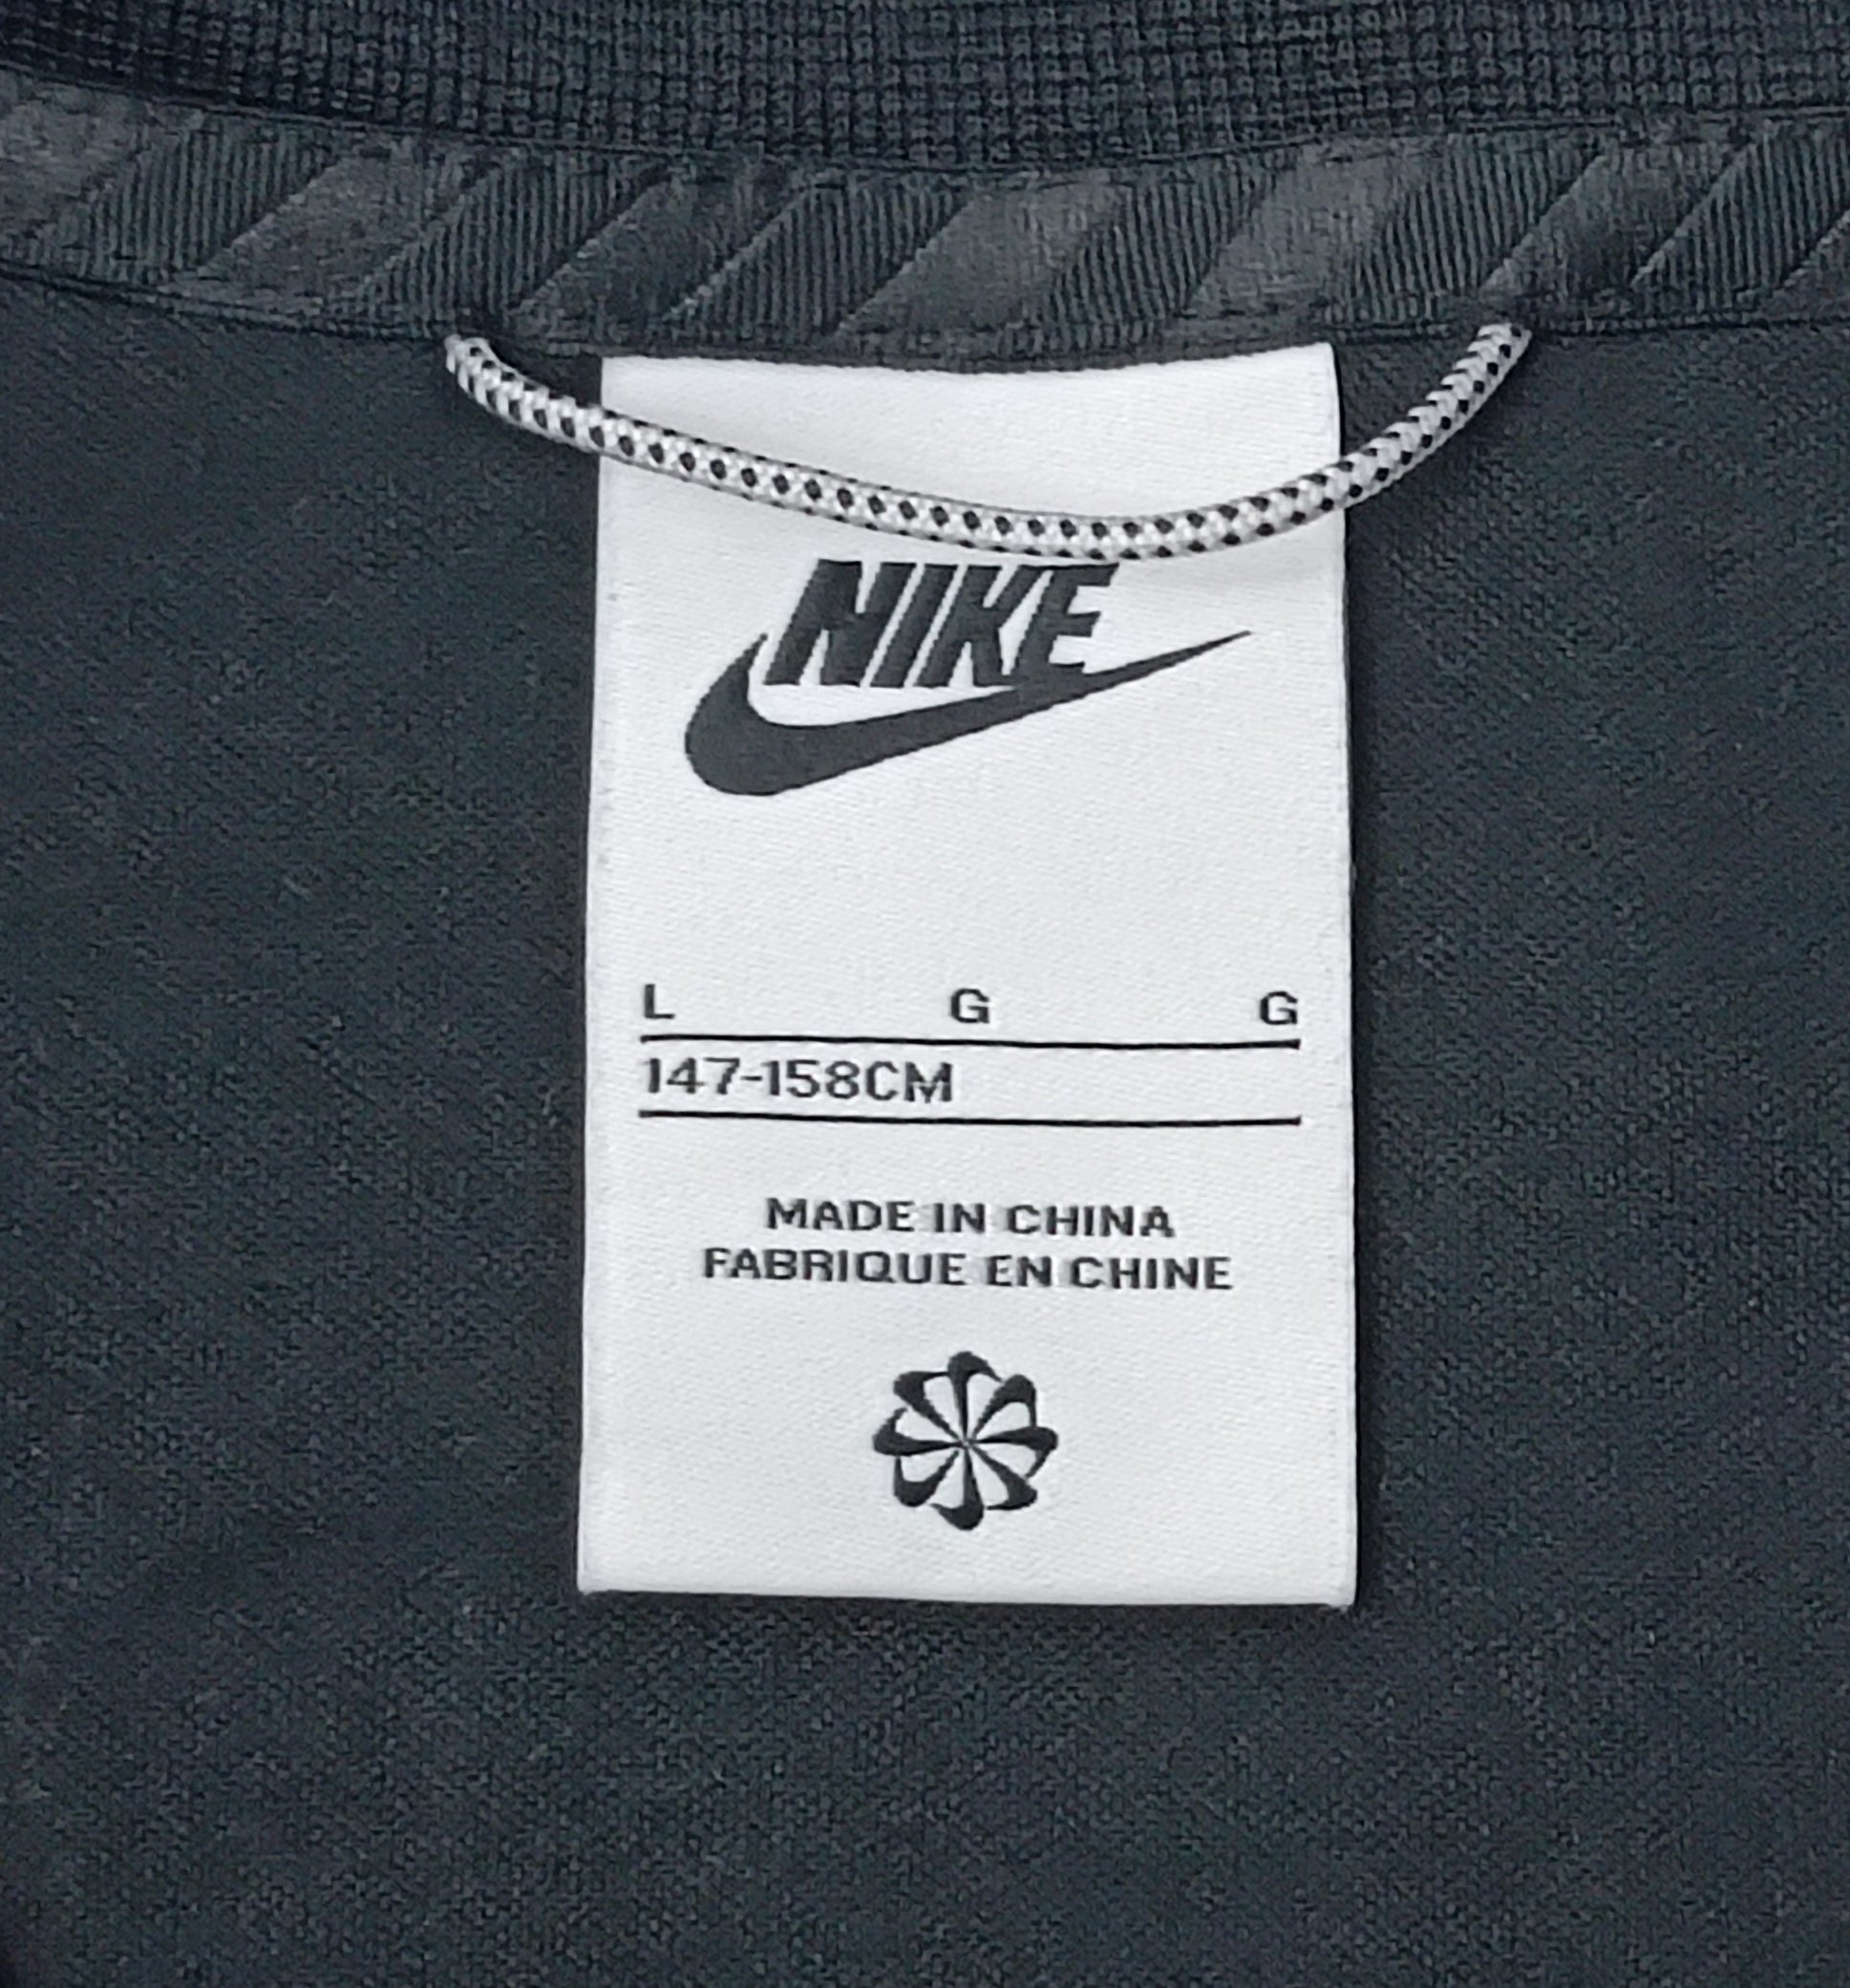 NIKE
L G G
147-158CM
MADE IN CHINA
FABRIQUE EN CHINE